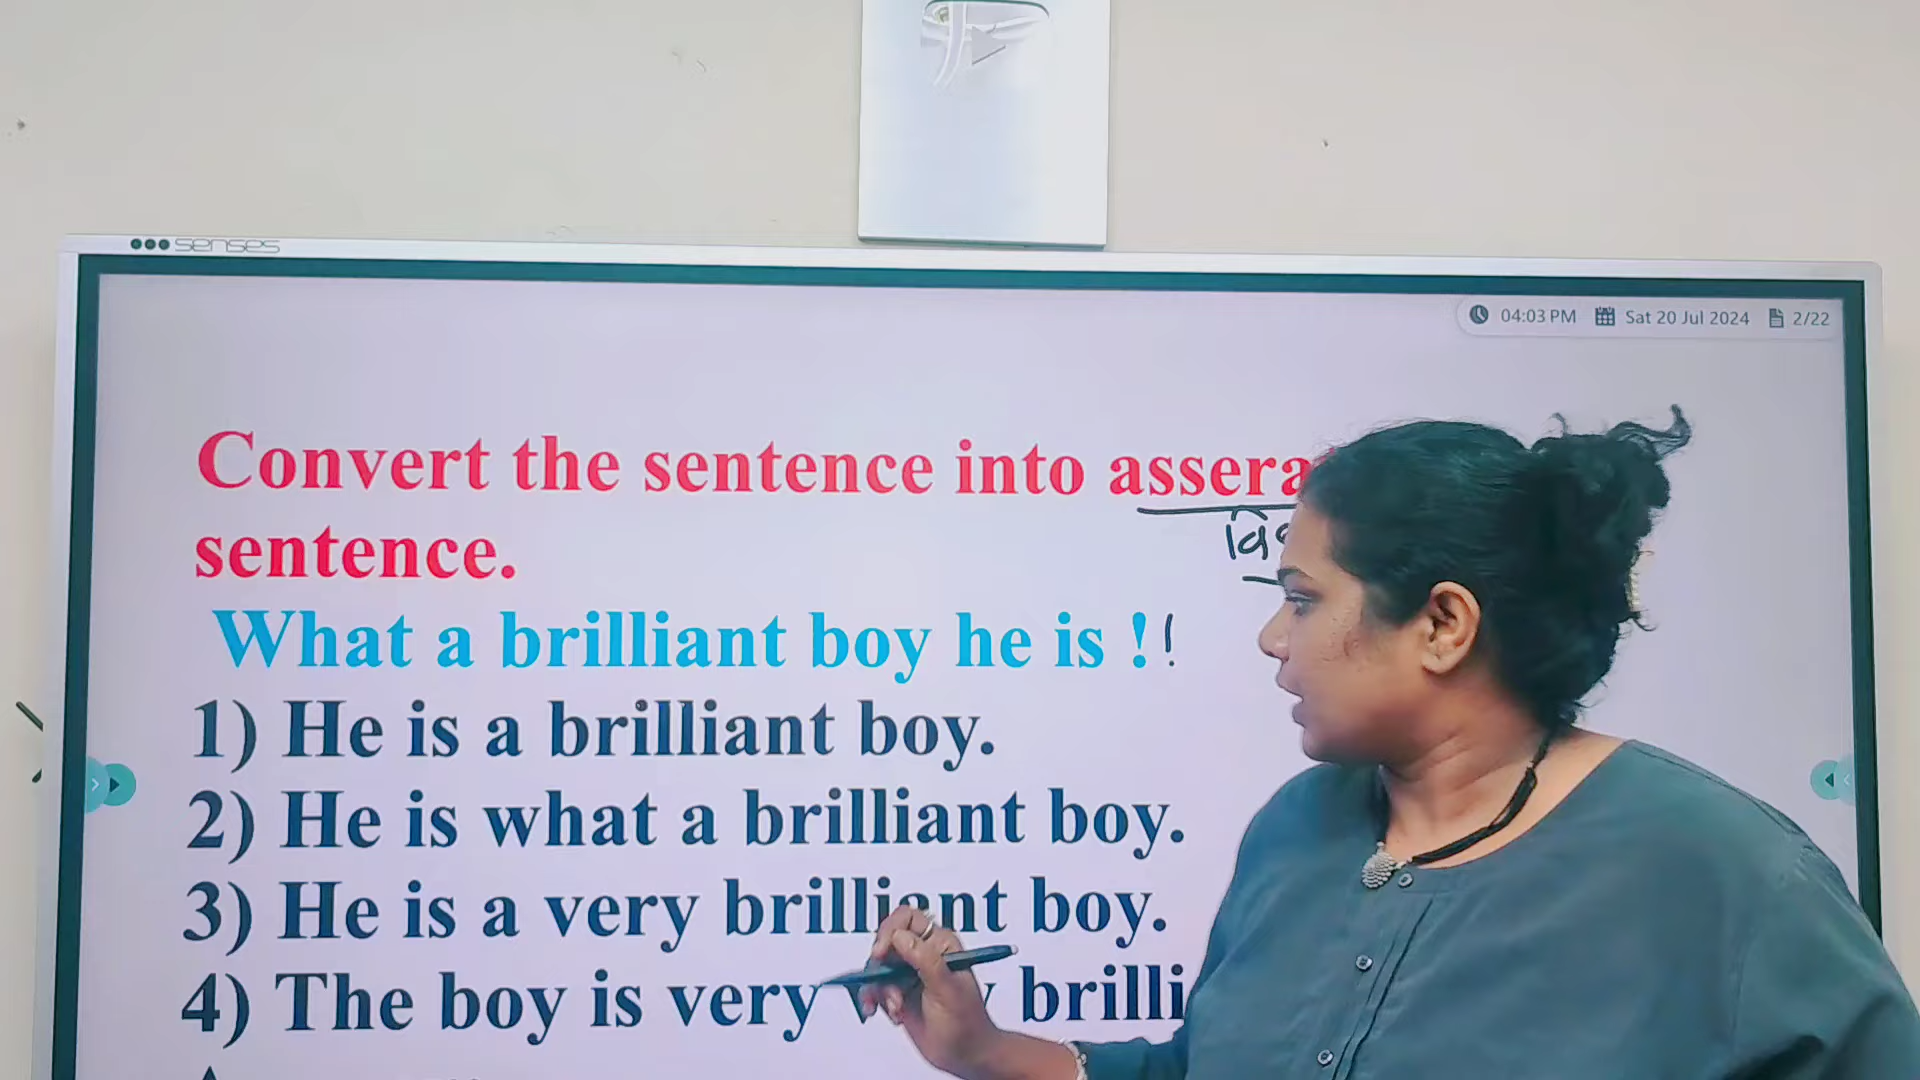 senses
04:03 PM Sat 20 Jul 2024 2/22
Convert the sentence into
sentence.
What a brilliant boy he is ! !
1) He is a brilliant boy.
2) He is what a brilliant boy.
3) He is a very brilliant boy.
4) The boy is very